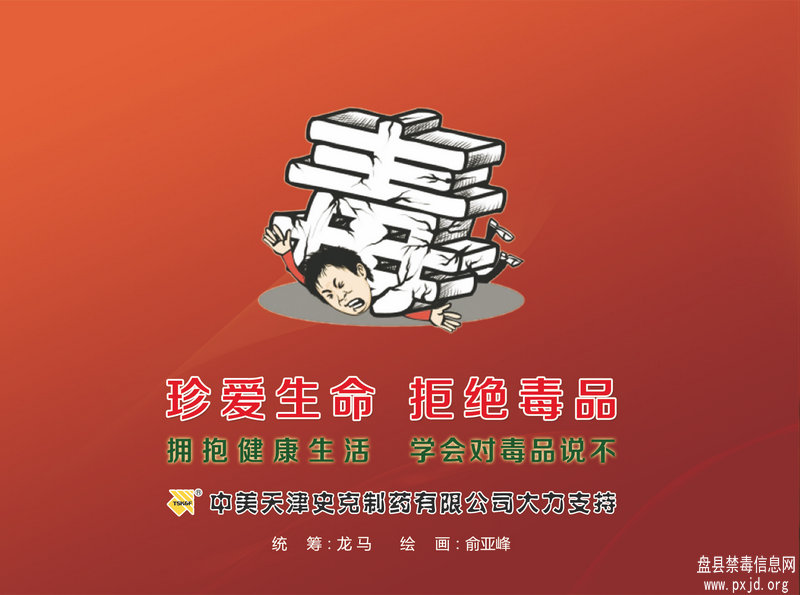 毒
珍爱生命 拒绝毒品
拥抱健康生活 学会对毒品说不
TSK&F ® 中美天津史克制药有限公司大力支持
统 筹:龙马 绘 画:俞亚峰
盘县禁毒信息网
www.pxjd.org